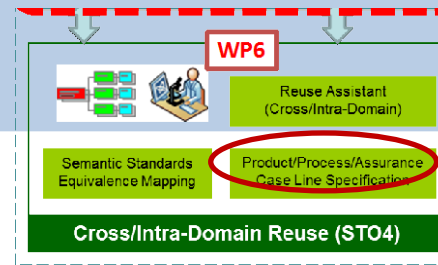 WP6
Reuse Assistant
(Cross/Intra-Domain)
Semantic Standards
Equivalence Mapping
Product/Process/Assurance
Case Line Specification
Cross/Intra-Domain Reuse (STO4)